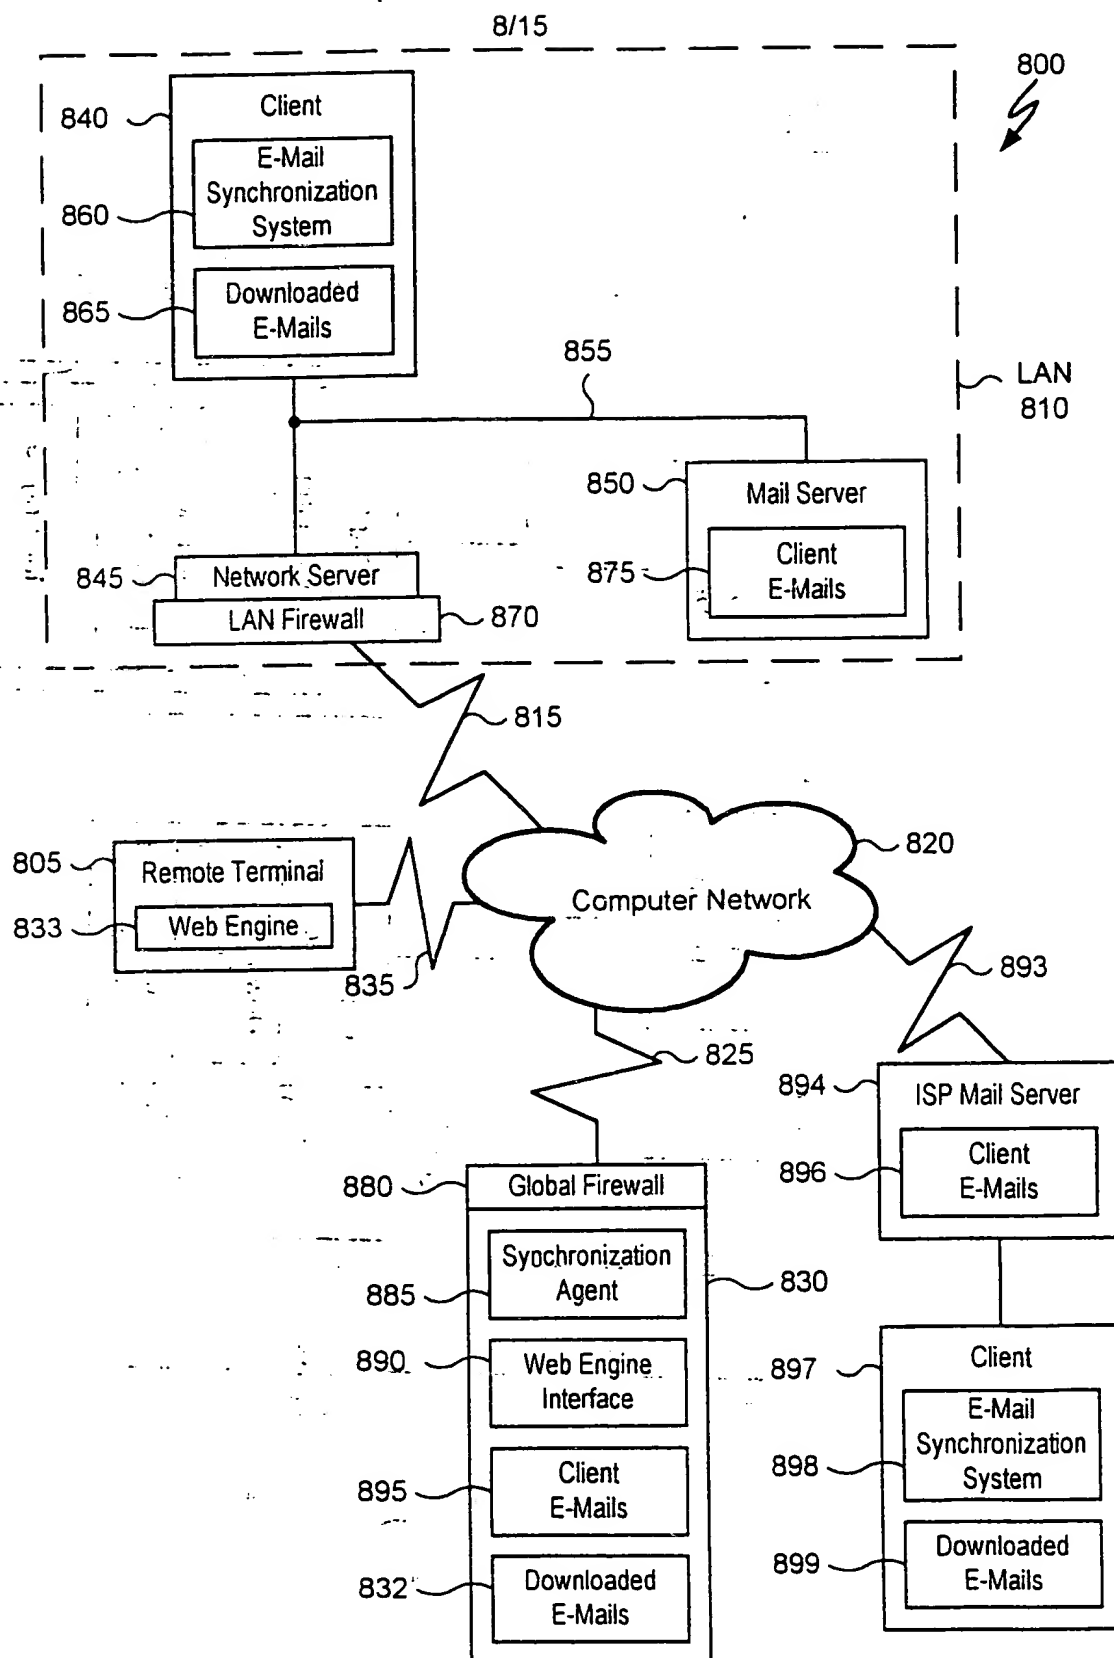 8/15
800
840
Client
E-Mail
Synchronization
System
860
Downloaded
E-Mails
865
855
LAN
810
850
Mail Server
Client
E-Mails
875
845
Network Server
LAN Firewall
870
815
820
805
Remote Terminal
Computer Network
833
Web Engine
835
893
825
894
ISP Mail Server
896
Client
E-Mails
880
Global Firewall
Synchronization
Agent
885
830
890
Web Engine
Interface
897
Client
E-Mail
Synchronization
System
898
895
Client
E-Mails
899
Downloaded
E-Mails
832
Downloaded
E-Mails